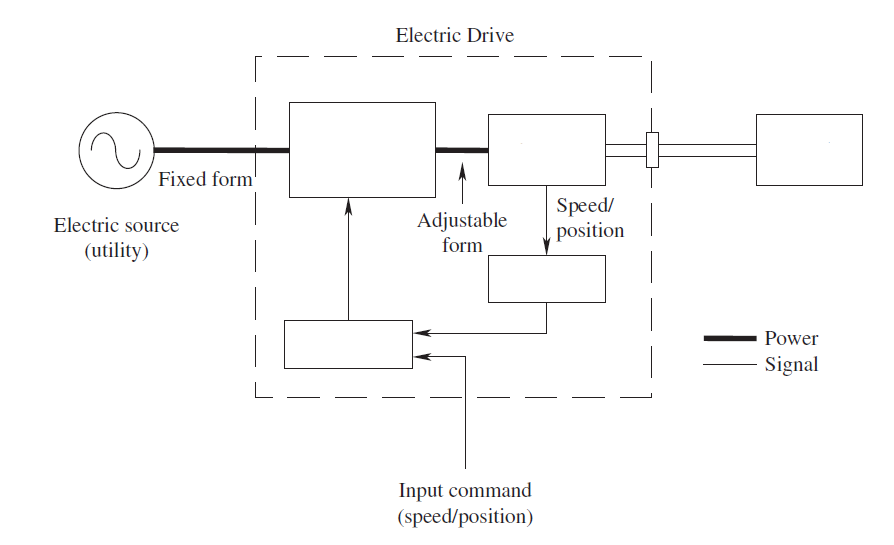 Electric Drive
Fixed form
Electric source
(utility)
Adjustable
form
Speed/
position
Power
Signal
Input command
(speed/position)